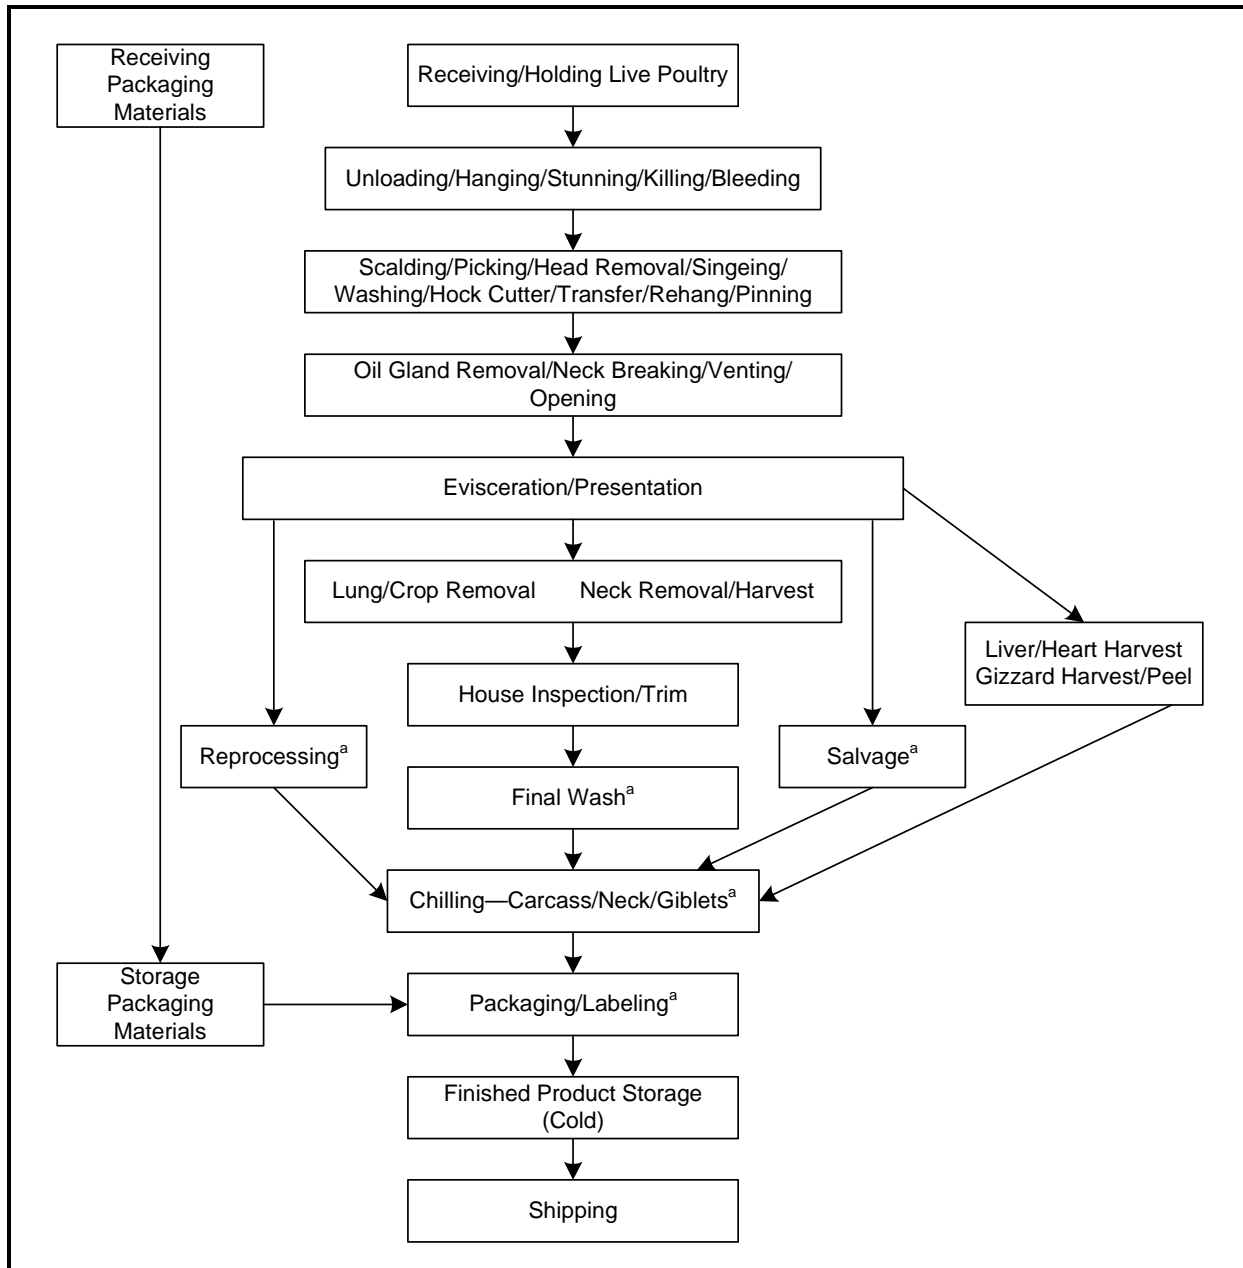 Receiving
Packaging
Materials
Receiving/Holding Live Poultry
Unloading/Hanging/Stunning/Killing/Bleeding
Scalding/Picking/Head Removal/Singeing/
Washing/Hock Cutter/Transfer/Rehang/Pinning
Oil Gland Removal/Neck Breaking/Venting/
Opening
Evisceration/Presentation
Lung/Crop Removal Neck Removal/Harvest
Liver/Heart Harvest
Gizzard Harvest/Peel
House Inspection/Trim
Reprocessingᵃ
Salvageᵃ
Final Washᵃ
Chilling—Carcass/Neck/Gibletsᵃ
Storage
Packaging
Materials
Packaging/Labelingᵃ
Finished Product Storage
(Cold)
Shipping